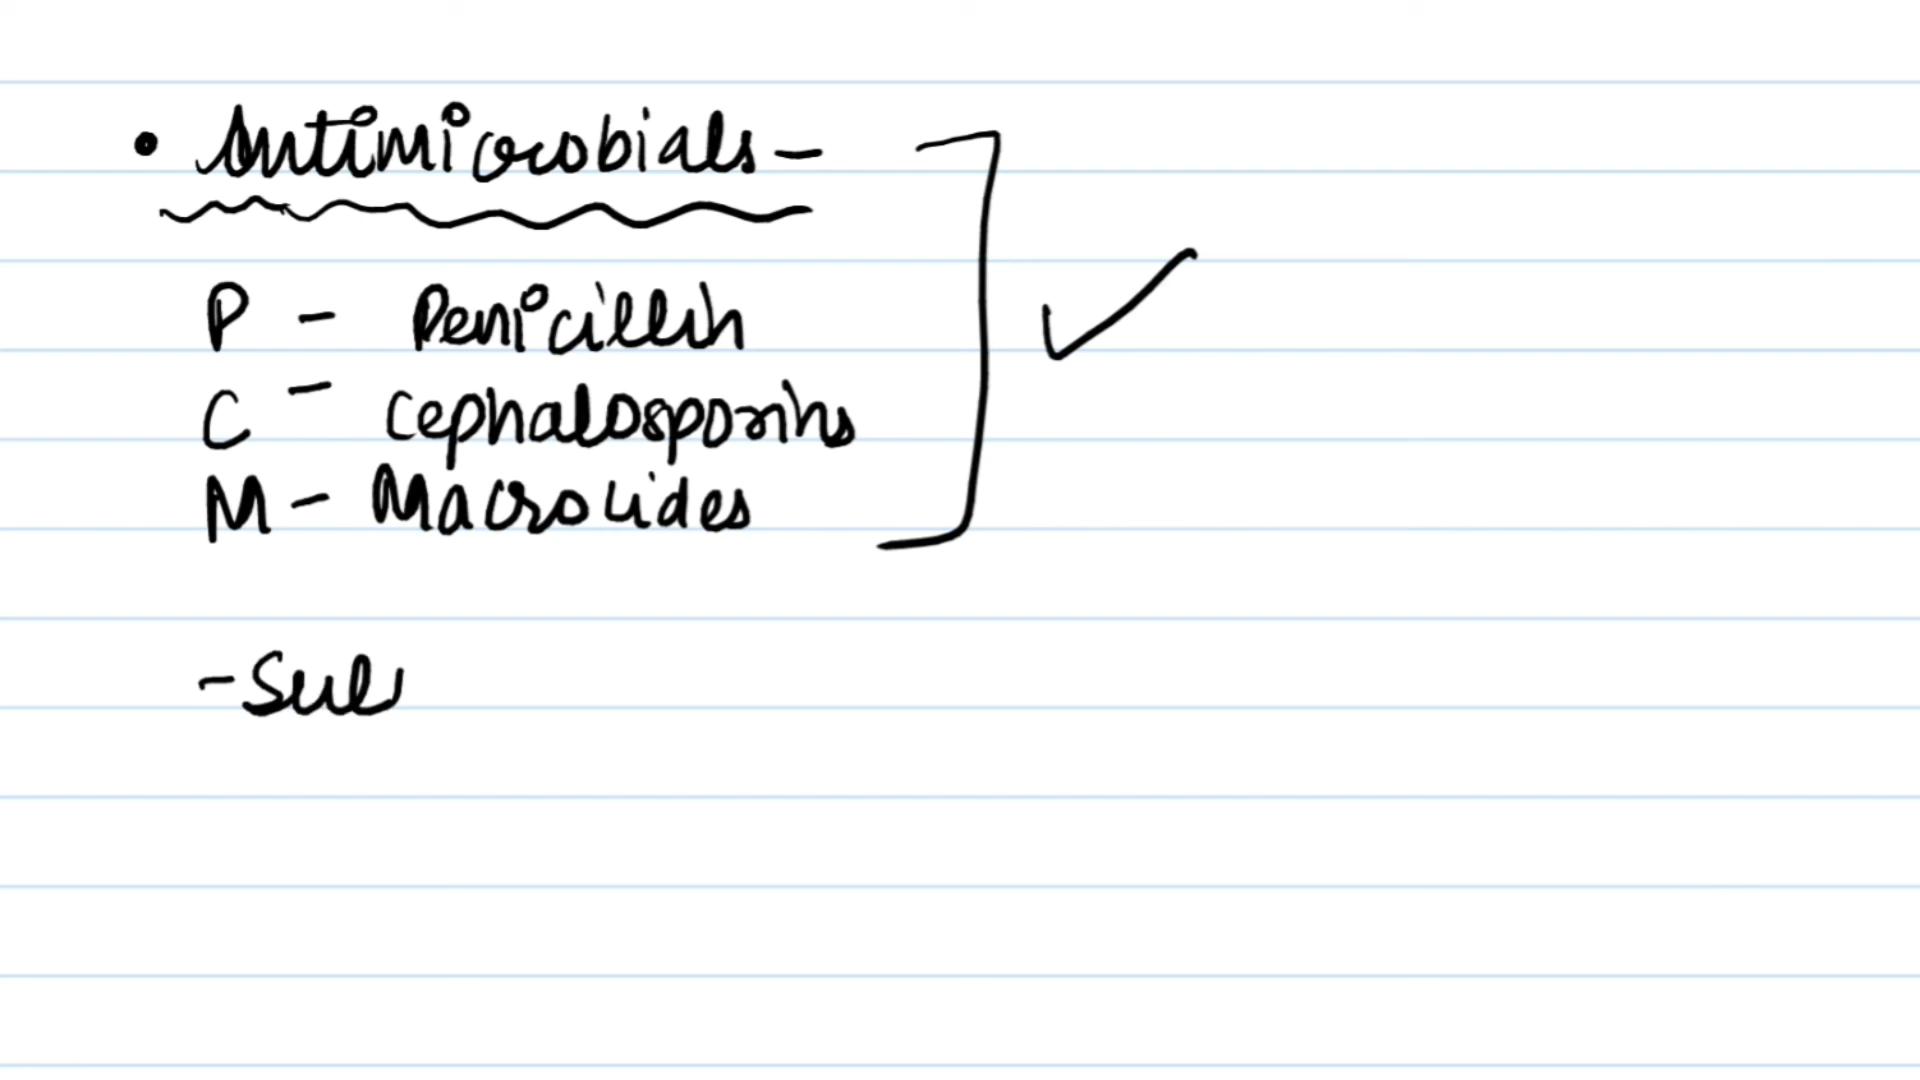 • Antimicrobials -
P - Penicillin
C - Cephalosporins
M - Macrolides
- Sul